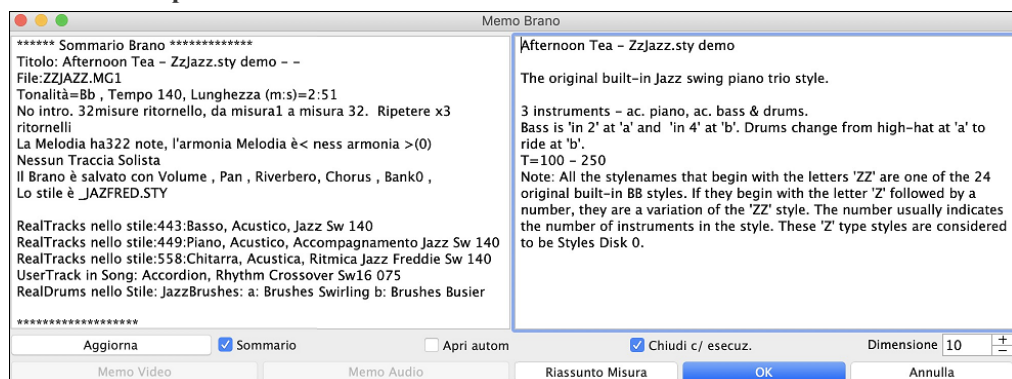 Memo Brano
****** Sommario Brano *************
Titolo: Afternoon Tea – ZzJazz.sty demo – –
File:ZZJAZZ.MG1
Tonalità=Bb , Tempo 140, Lunghezza (m:s)=2:51
No intro. 32misure ritornello, da misura1 a misura 32. Ripetere x3
ritornelli
La Melodia ha322 note, l'armonia Melodia è< ness armonia >(0)
Nessun Traccia Solista
Il Brano è salvato con Volume , Pan , Riverbero, Chorus , Bank0 ,
Lo stile è _JAZFRED.STY
RealTracks nello stile:443:Basso, Acustico, Jazz Sw 140
RealTracks nello stile:449:Piano, Acustico, Accompagnamento Jazz Sw 140
RealTracks nello stile:558:Chitarra, Acustica, Ritmica Jazz Freddie Sw 140
UserTrack in Song: Accordion, Rhythm Crossover Sw16 075
RealDrums nello Stile: JazzBrushes: a: Brushes Swirling b: Brushes Busier
*******************
Afternoon Tea – ZzJazz.sty demo
The original built-in Jazz swing piano trio style.
3 instruments – ac. piano, ac. bass & drums.
Bass is 'in 2' at 'a' and 'in 4' at 'b'. Drums change from high-hat at 'a' to
ride at 'b'.
T=100 – 250
Note: All the stylenames that begin with the letters 'ZZ' are one of the 24
original built-in BB styles. If they begin with the letter 'Z' followed by a
number, they are a variation of the 'ZZ' style. The number usually indicates
the number of instruments in the style. These 'Z' type styles are considered
to be Styles Disk 0.
Aggiorna Sommario Apri autom Chiudi c/ esecuz. Dimensione 10 + –
Memo Video Memo Audio Riassunto Misura OK Annulla